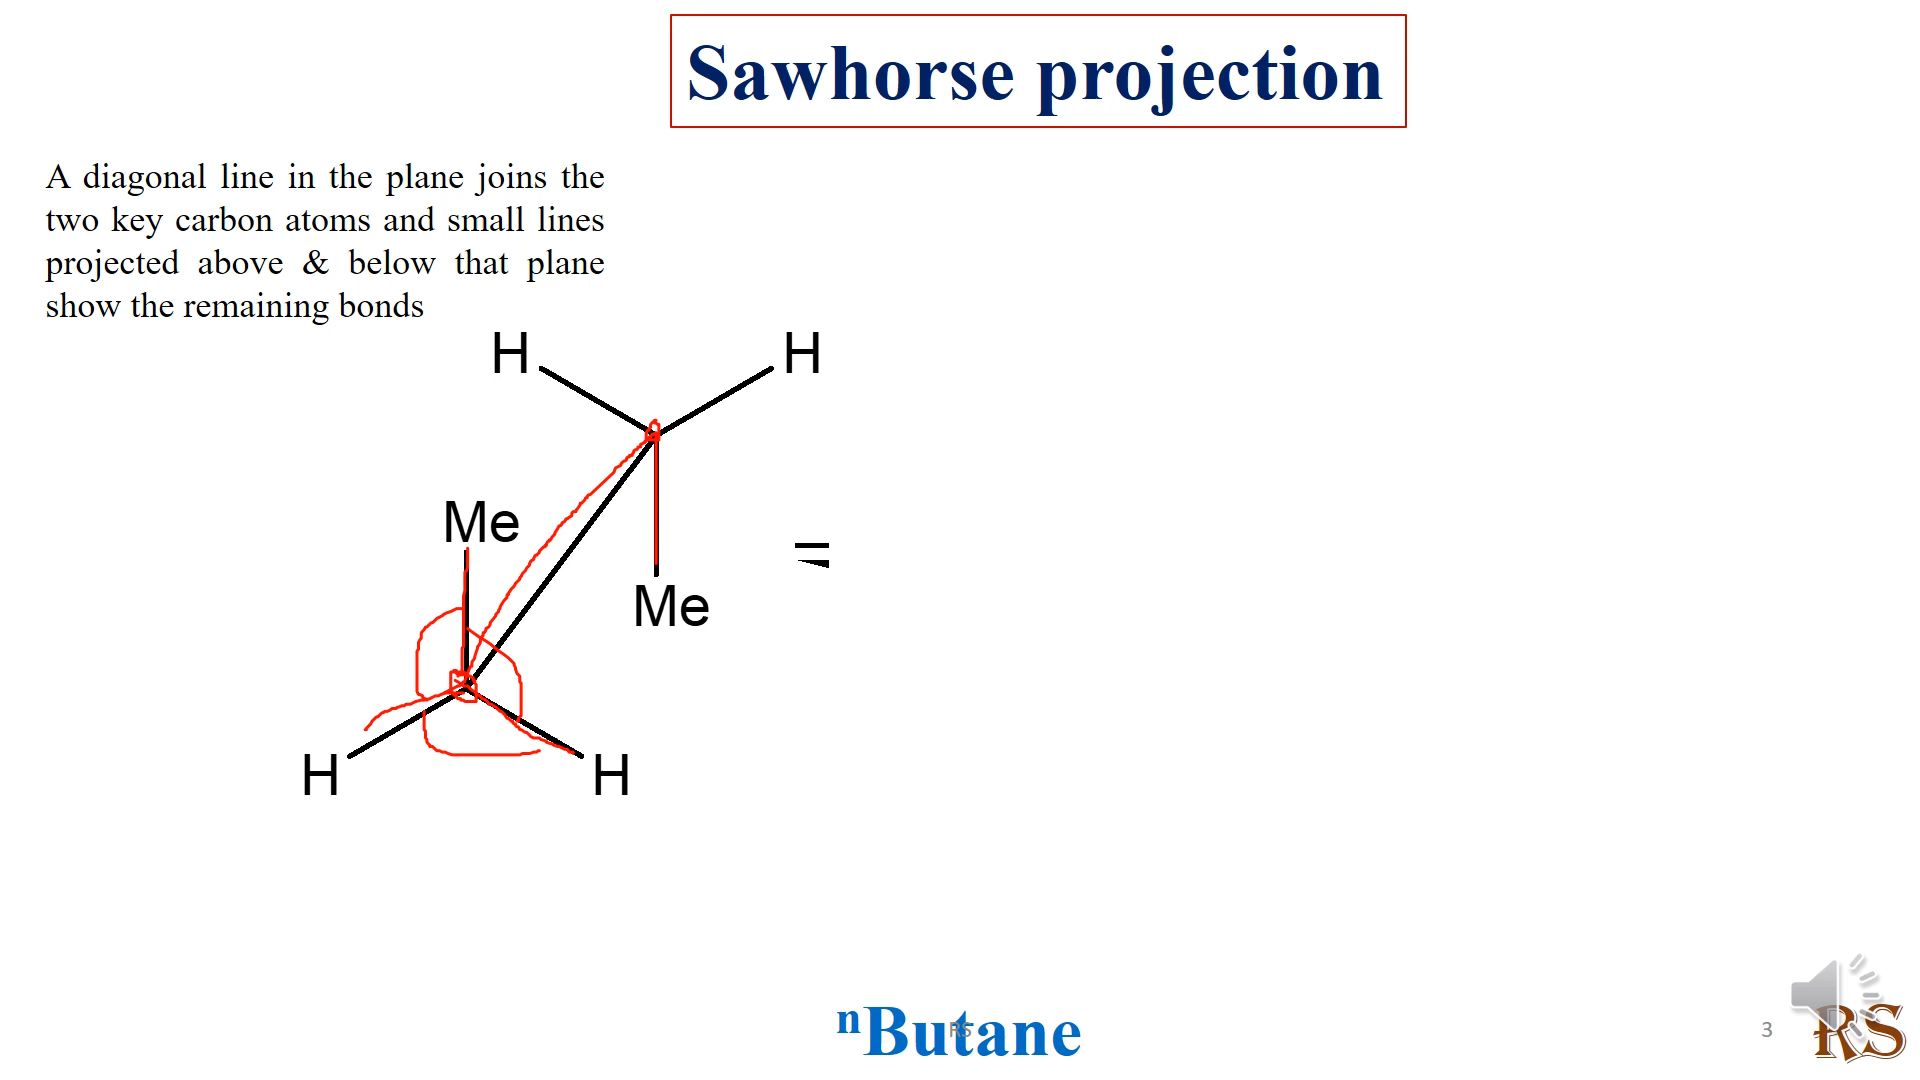 Sawhorse projection
A diagonal line in the plane joins the
two key carbon atoms and small lines
projected above & below that plane
show the remaining bonds
H H
Me
=
Me
H H
ⁿButane
RS
3
RS